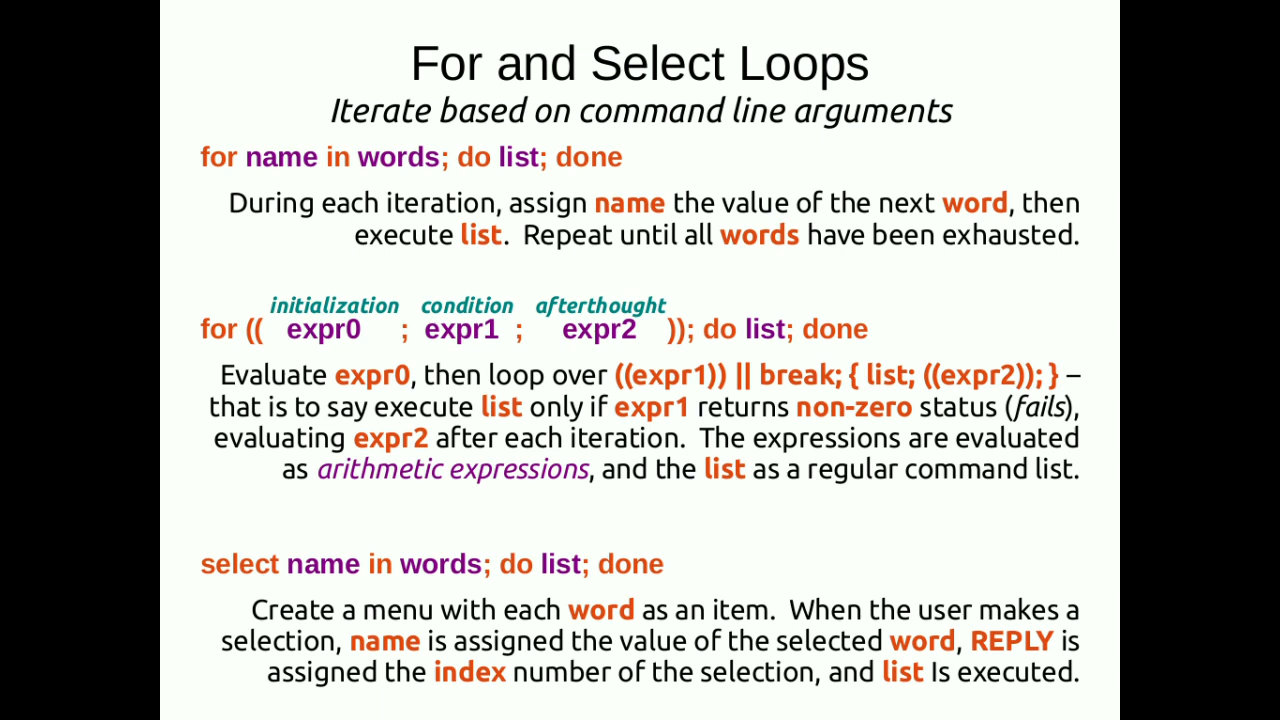 For and Select Loops
Iterate based on command line arguments
for name in words; do list; done
During each iteration, assign name the value of the next word, then
execute list.  Repeat until all words have been exhausted.
initialization condition afterthought
for (( expr0 ; expr1 ; expr2 )); do list; done
Evaluate expr0, then loop over ((expr1)) || break; { list; ((expr2)); } –
that is to say execute list only if expr1 returns non-zero status (fails),
evaluating expr2 after each iteration.  The expressions are evaluated
as arithmetic expressions, and the list as a regular command list.
select name in words; do list; done
Create a menu with each word as an item.  When the user makes a
selection, name is assigned the value of the selected word, REPLY is
assigned the index number of the selection, and list Is executed.